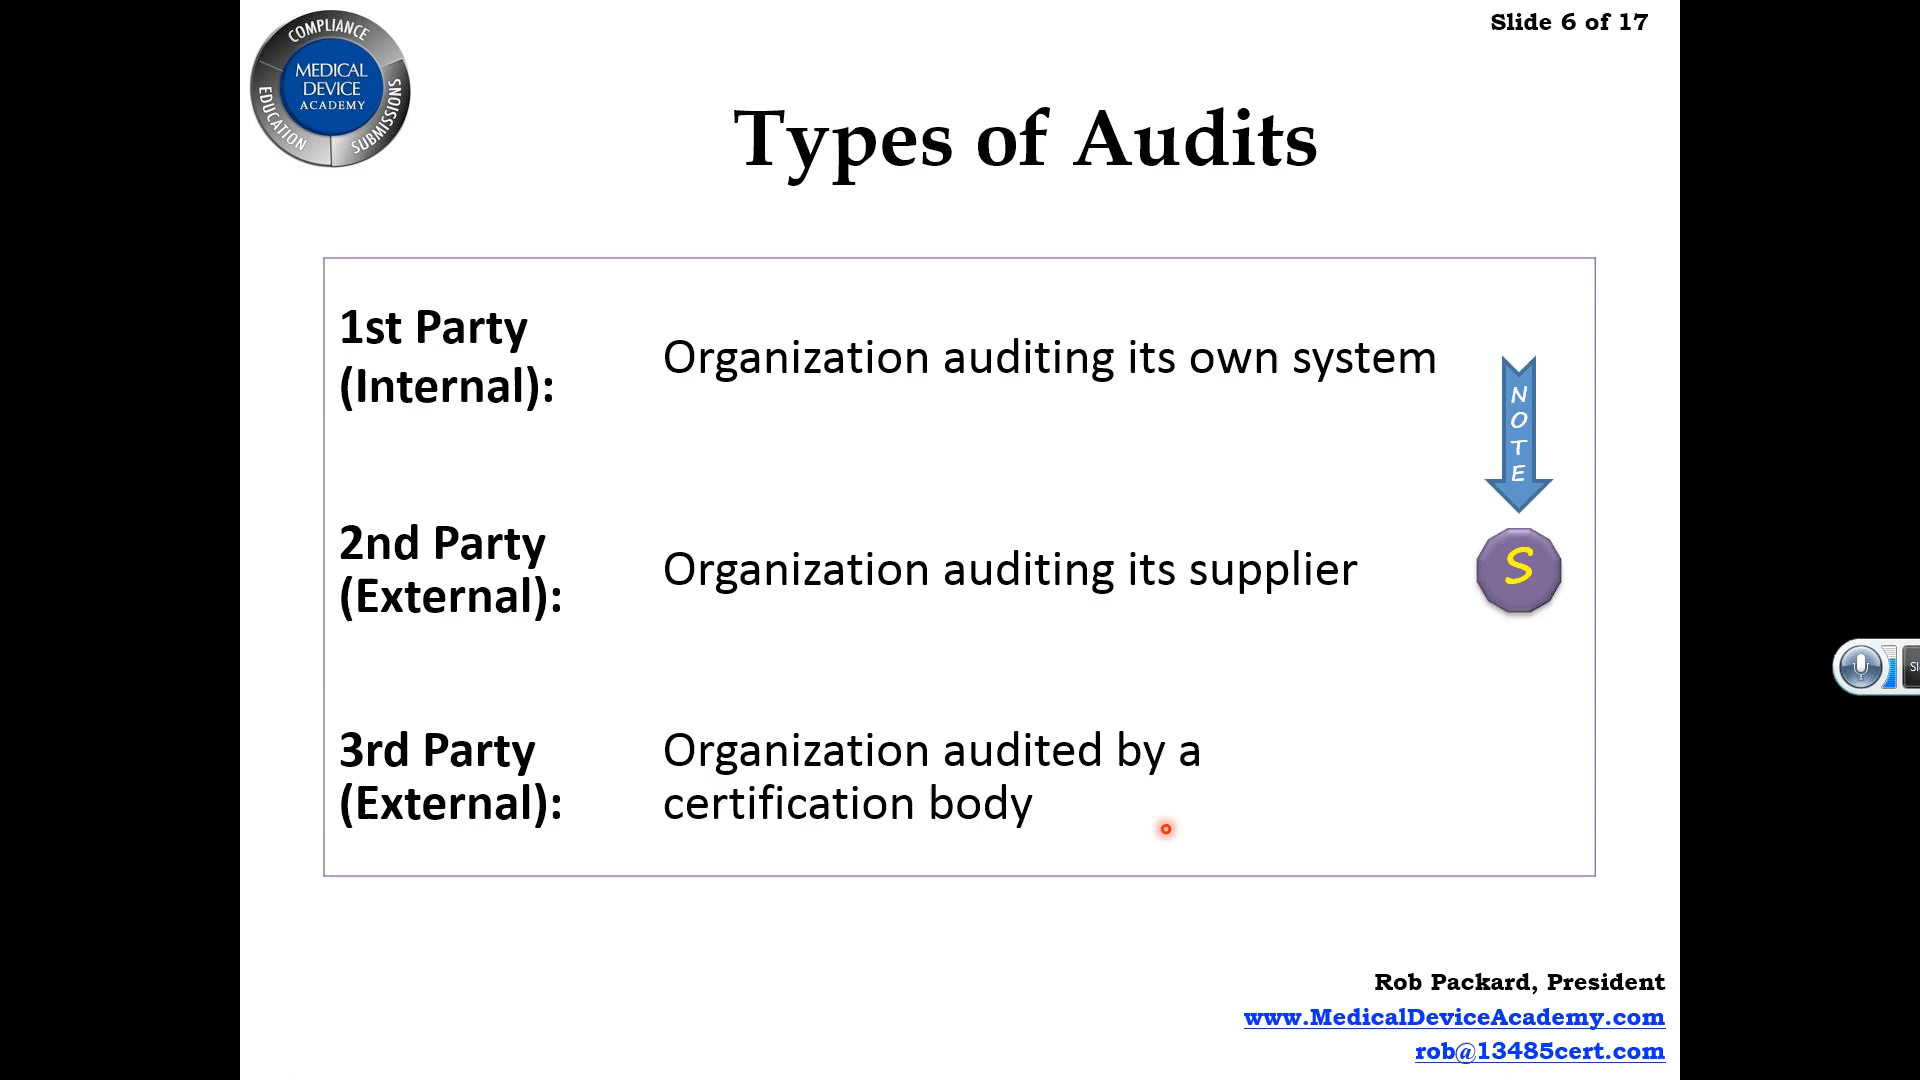 Slide 6 of 17
COMPLIANCE
EDUCATION
SUBMISSIONS
MEDICAL
DEVICE
ACADEMY
Types of Audits
1st Party
(Internal):
Organization auditing its own system
NOTE
2nd Party
(External):
Organization auditing its supplier
S
3rd Party
(External):
Organization audited by a
certification body
Rob Packard, President
www.MedicalDeviceAcademy.com
rob@13485cert.com